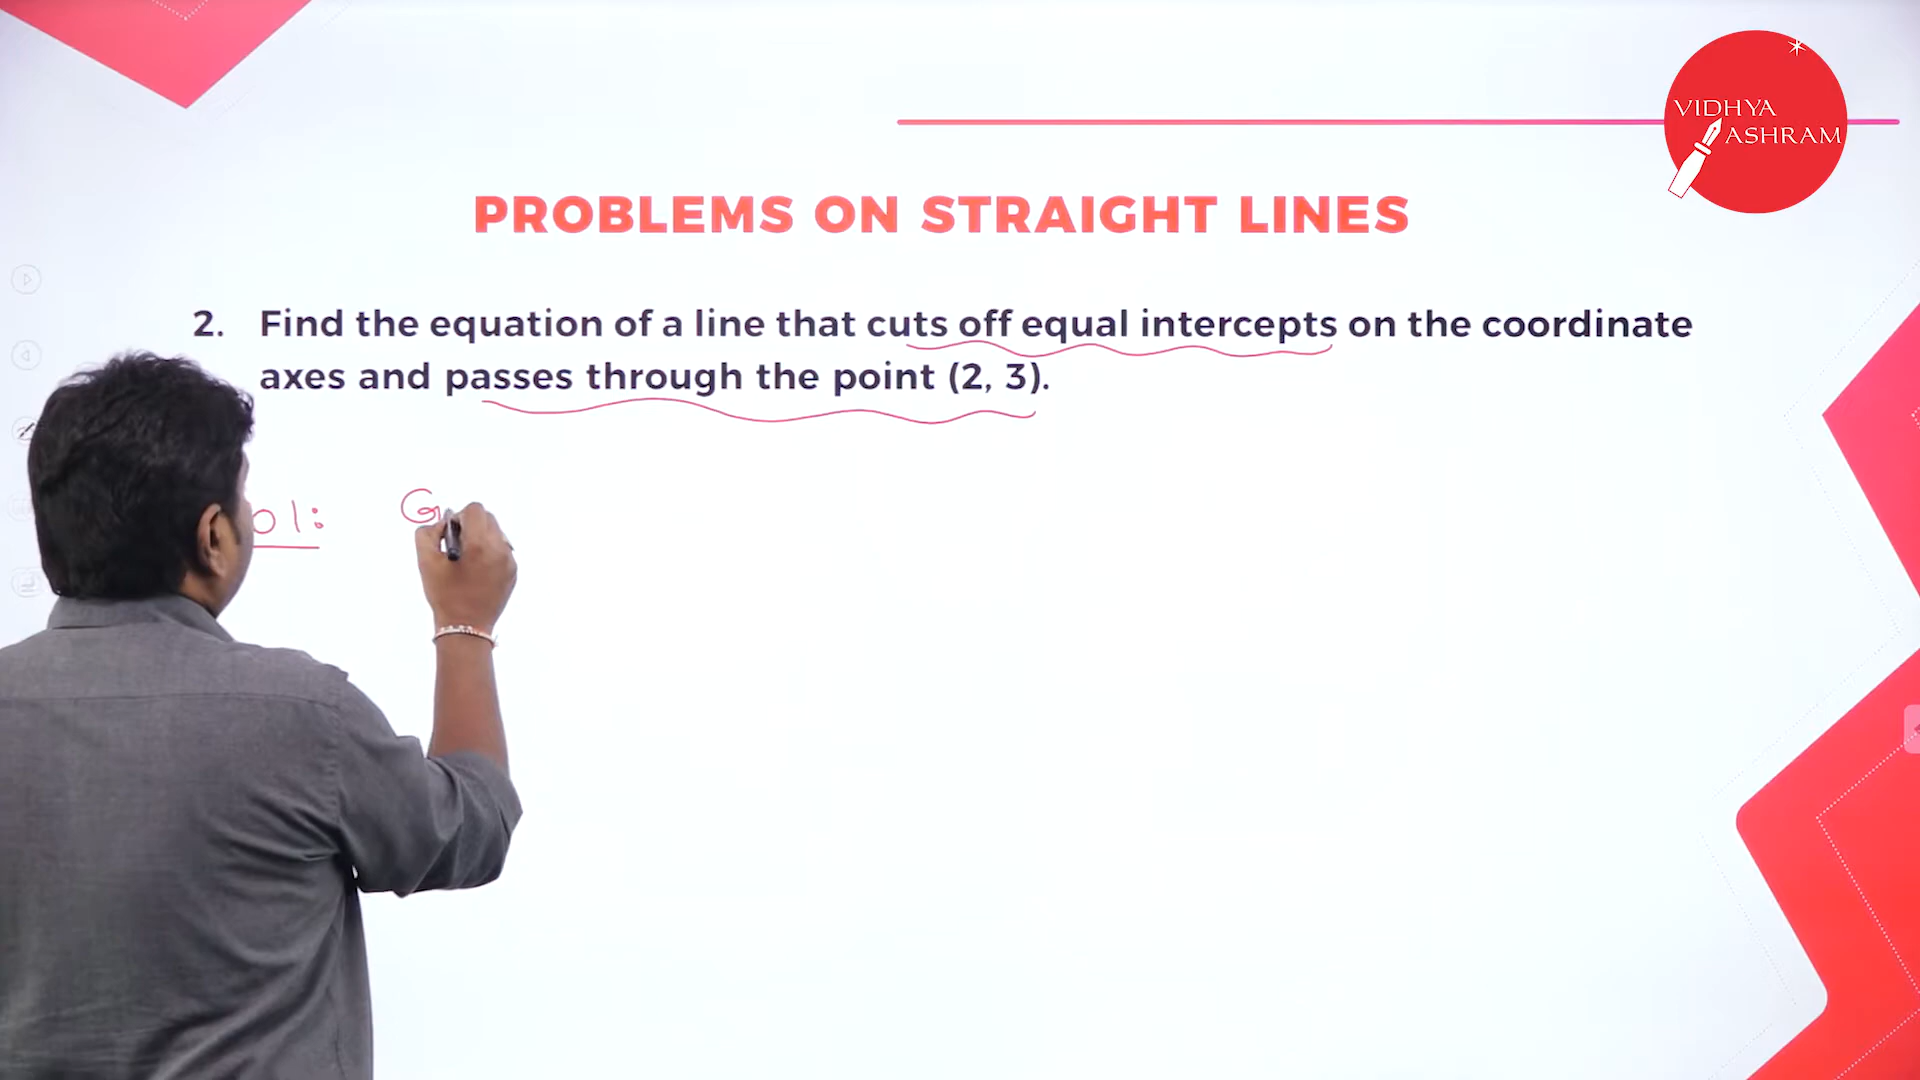 VIDHYA
ASHRAM
PROBLEMS ON STRAIGHT LINES
2. Find the equation of a line that cuts off equal intercepts on the coordinate
axes and passes through the point (2, 3).
ol: G